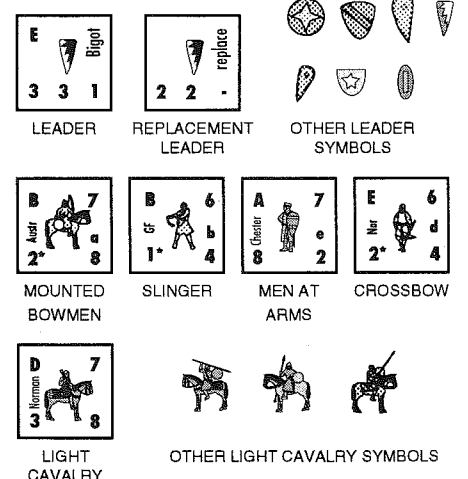 E Bigot
3 3 1
replace
2 2 -
LEADER
REPLACEMENT
LEADER
OTHER LEADER
SYMBOLS
B 7
Austr a
2* 8
B 6
GF b
1* 4
A 7
Chester e
8 2
E 6
Nar d
2* 4
MOUNTED
BOWMEN
SLINGER
MEN AT
ARMS
CROSSBOW
D 7
Norman
3 8
LIGHT
CAVALRY
OTHER LIGHT CAVALRY SYMBOLS